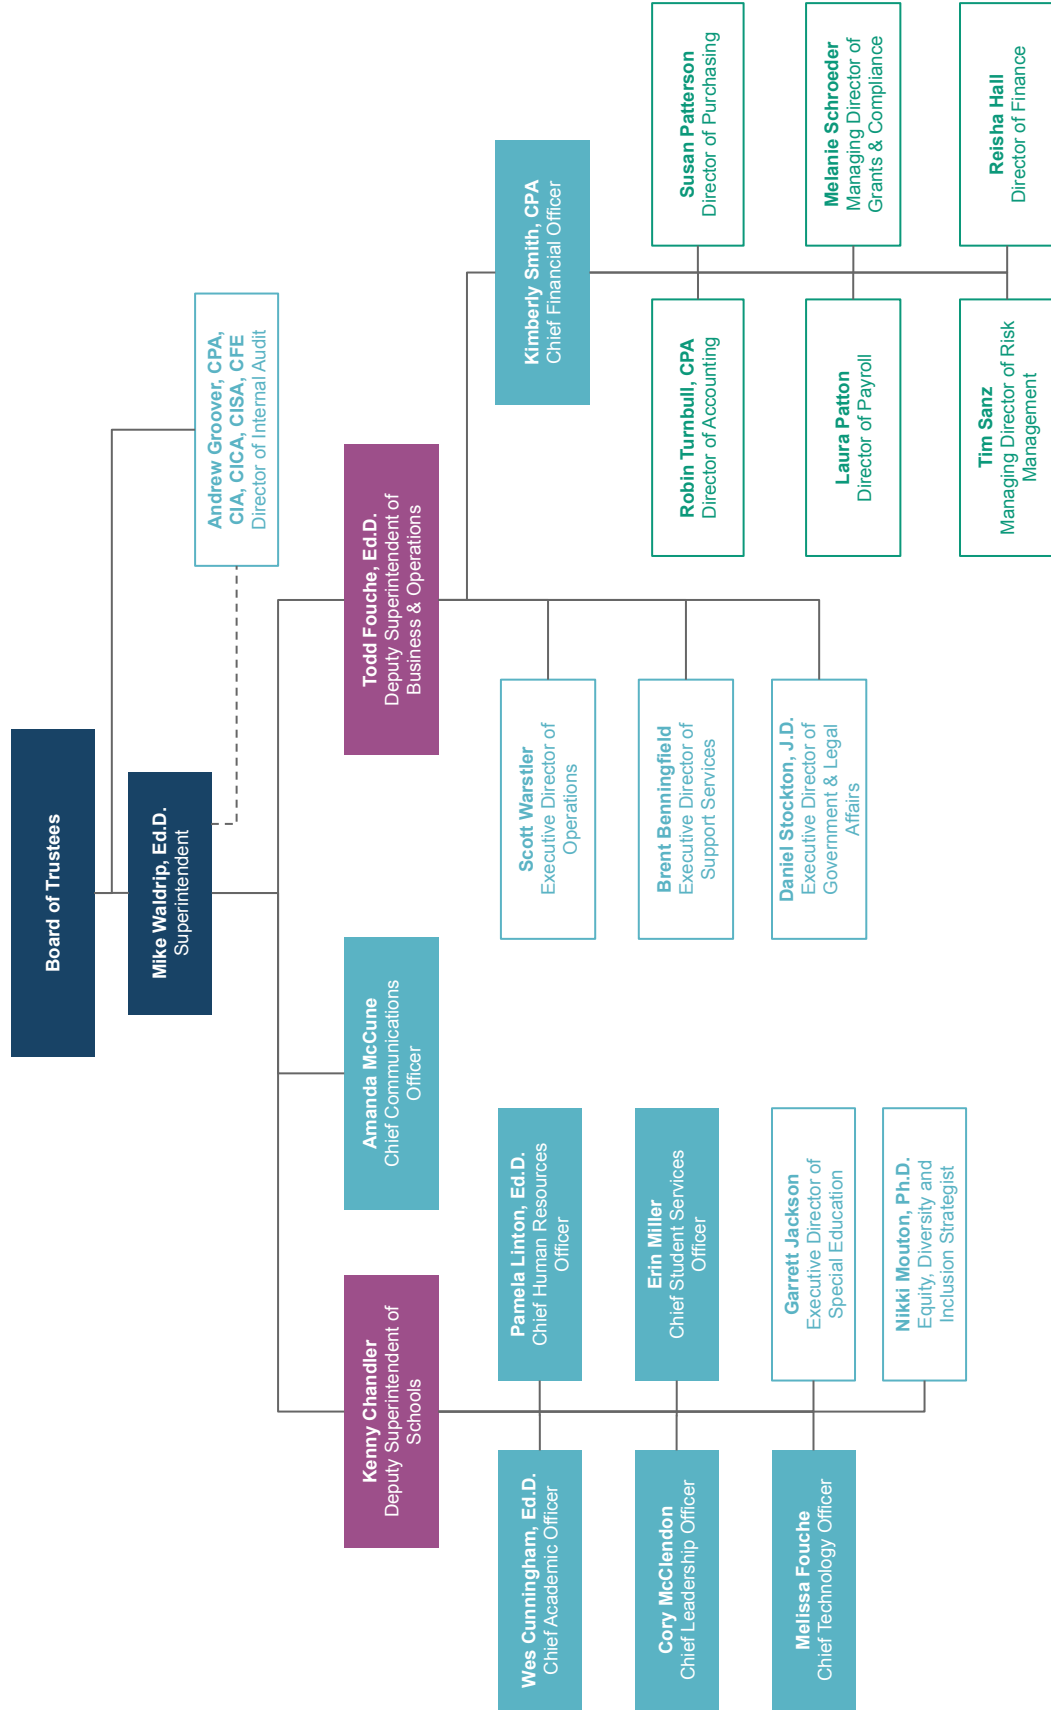 Board of Trustees
Mike Waldrip, Ed.D.
Superintendent
Andrew Groover, CPA,
CIA, CICA, CISA, CFE
Director of Internal Audit
Kenny Chandler
Deputy Superintendent of
Schools
Amanda McCune
Chief Communications
Officer
Todd Fouche, Ed.D.
Deputy Superintendent of
Business & Operations
Wes Cunningham, Ed.D.
Chief Academic Officer
Pamela Linton, Ed.D.
Chief Human Resources
Officer
Cory McClendon
Chief Leadership Officer
Erin Miller
Chief Student Services
Officer
Melissa Fouche
Chief Technology Officer
Garrett Jackson
Executive Director of
Special Education
Nikki Mouton, Ph.D.
Equity, Diversity and
Inclusion Strategist
Scott Warstler
Executive Director of
Operations
Brent Benningfield
Executive Director of
Support Services
Daniel Stockton, J.D.
Executive Director of
Government & Legal
Affairs
Kimberly Smith, CPA
Chief Financial Officer
Robin Turnbull, CPA
Director of Accounting
Susan Patterson
Director of Purchasing
Laura Patton
Director of Payroll
Melanie Schroeder
Managing Director of
Grants & Compliance
Tim Sanz
Managing Director of Risk
Management
Reisha Hall
Director of Finance